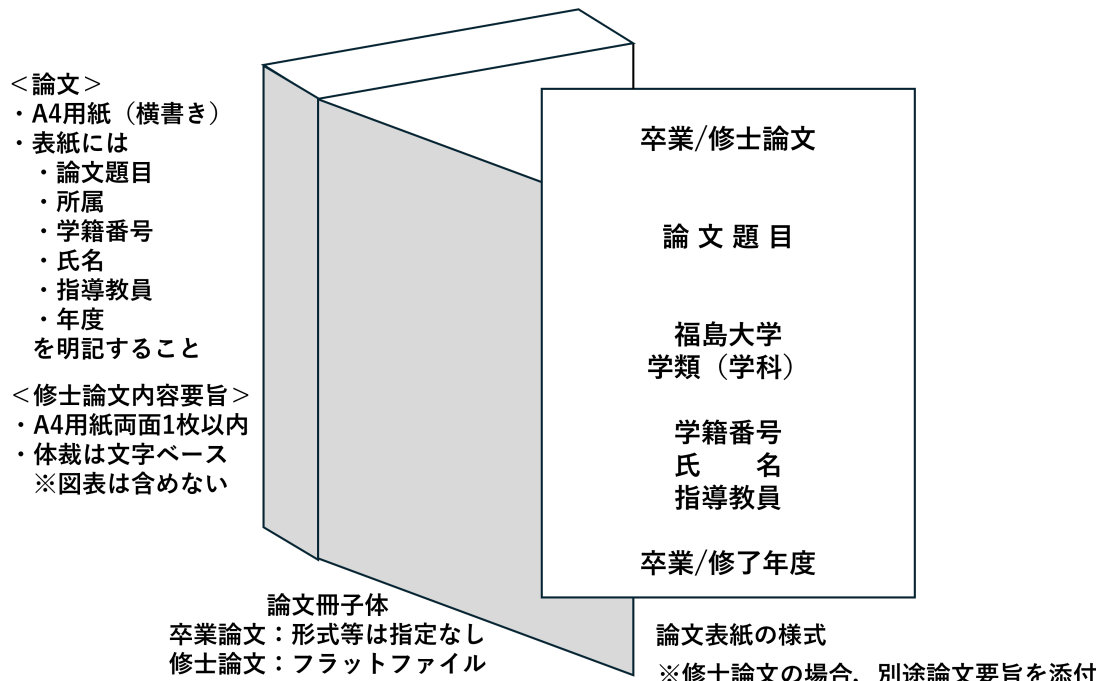 ＜論文＞
・A4用紙（横書き）
・表紙には
・論文題目
・所属
・学籍番号
・氏名
・指導教員
・年度
を明記すること
＜修士論文内容要旨＞
・A4用紙両面1枚以内
・体裁は文字ベース
※図表は含めない
卒業/修士論文
論 文 題 目
福島大学
学類（学科）
学籍番号
氏　　名
指導教員
卒業/修了年度
論文冊子体
卒業論文：形式等は指定なし
修士論文：フラットファイル
論文表紙の様式
※修士論文の場合、別途論文要旨を添付